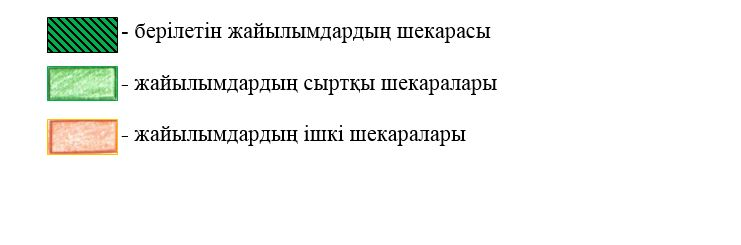 - берілетін жайылымдардың шекарасы
- жайылымдардың сыртқы шекаралары
- жайылымдардың ішкі шекаралары